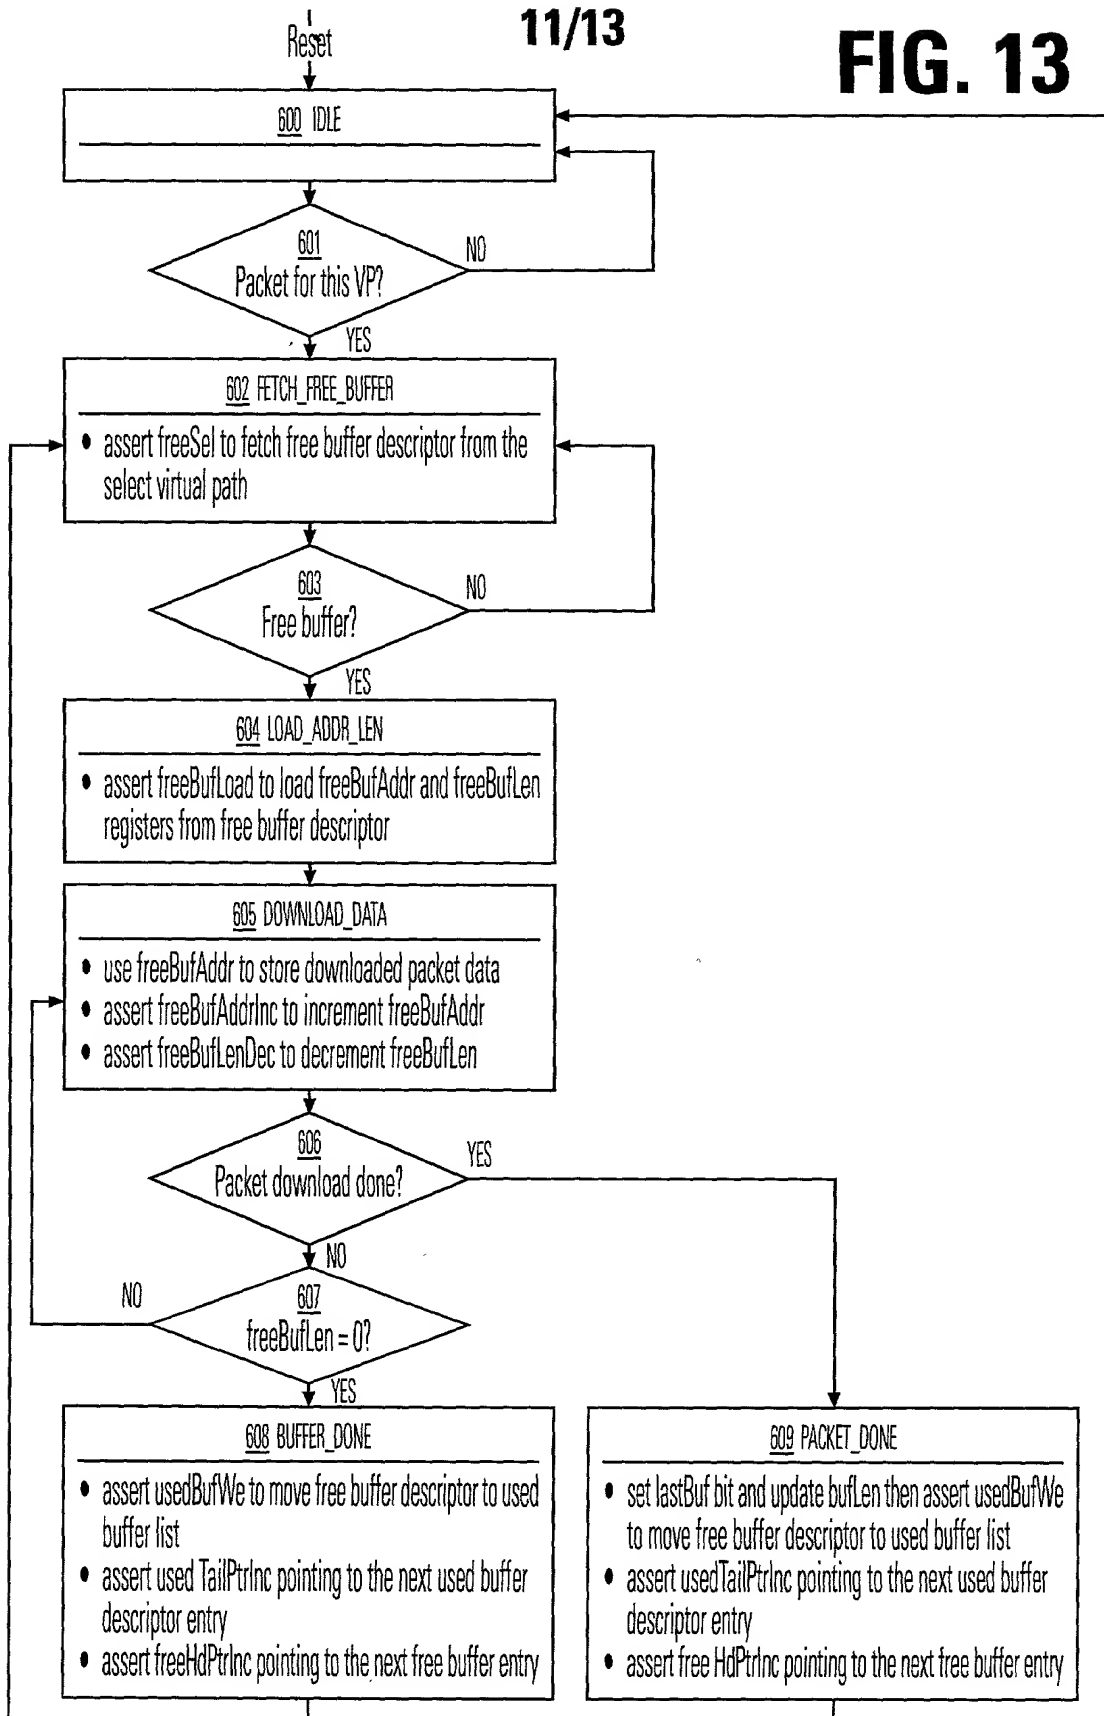 11/13
FIG. 13
Reset
600 IDLE
601
Packet for this VP?
NO
YES
602 FETCH_FREE_BUFFER
• assert freeSel to fetch free buffer descriptor from the
select virtual path
603
Free buffer?
NO
YES
604 LOAD_ADDR_LEN
• assert freeBufLoad to load freeBufAddr and freeBufLen
registers from free buffer descriptor
605 DOWNLOAD_DATA
• use freeBufAddr to store downloaded packet data
• assert freeBufAddrInc to increment freeBufAddr
• assert freeBufLenDec to decrement freeBufLen
606
Packet download done?
YES
NO
607
freeBufLen = 0?
NO
YES
608 BUFFER_DONE
• assert usedBufWe to move free buffer descriptor to used
buffer list
• assert used TailPtrInc pointing to the next used buffer
descriptor entry
• assert freeHdPtrInc pointing to the next free buffer entry
609 PACKET_DONE
• set lastBuf bit and update bufLen then assert usedBufWe
to move free buffer descriptor to used buffer list
• assert usedTailPtrInc pointing to the next used buffer
descriptor entry
• assert free HdPtrInc pointing to the next free buffer entry